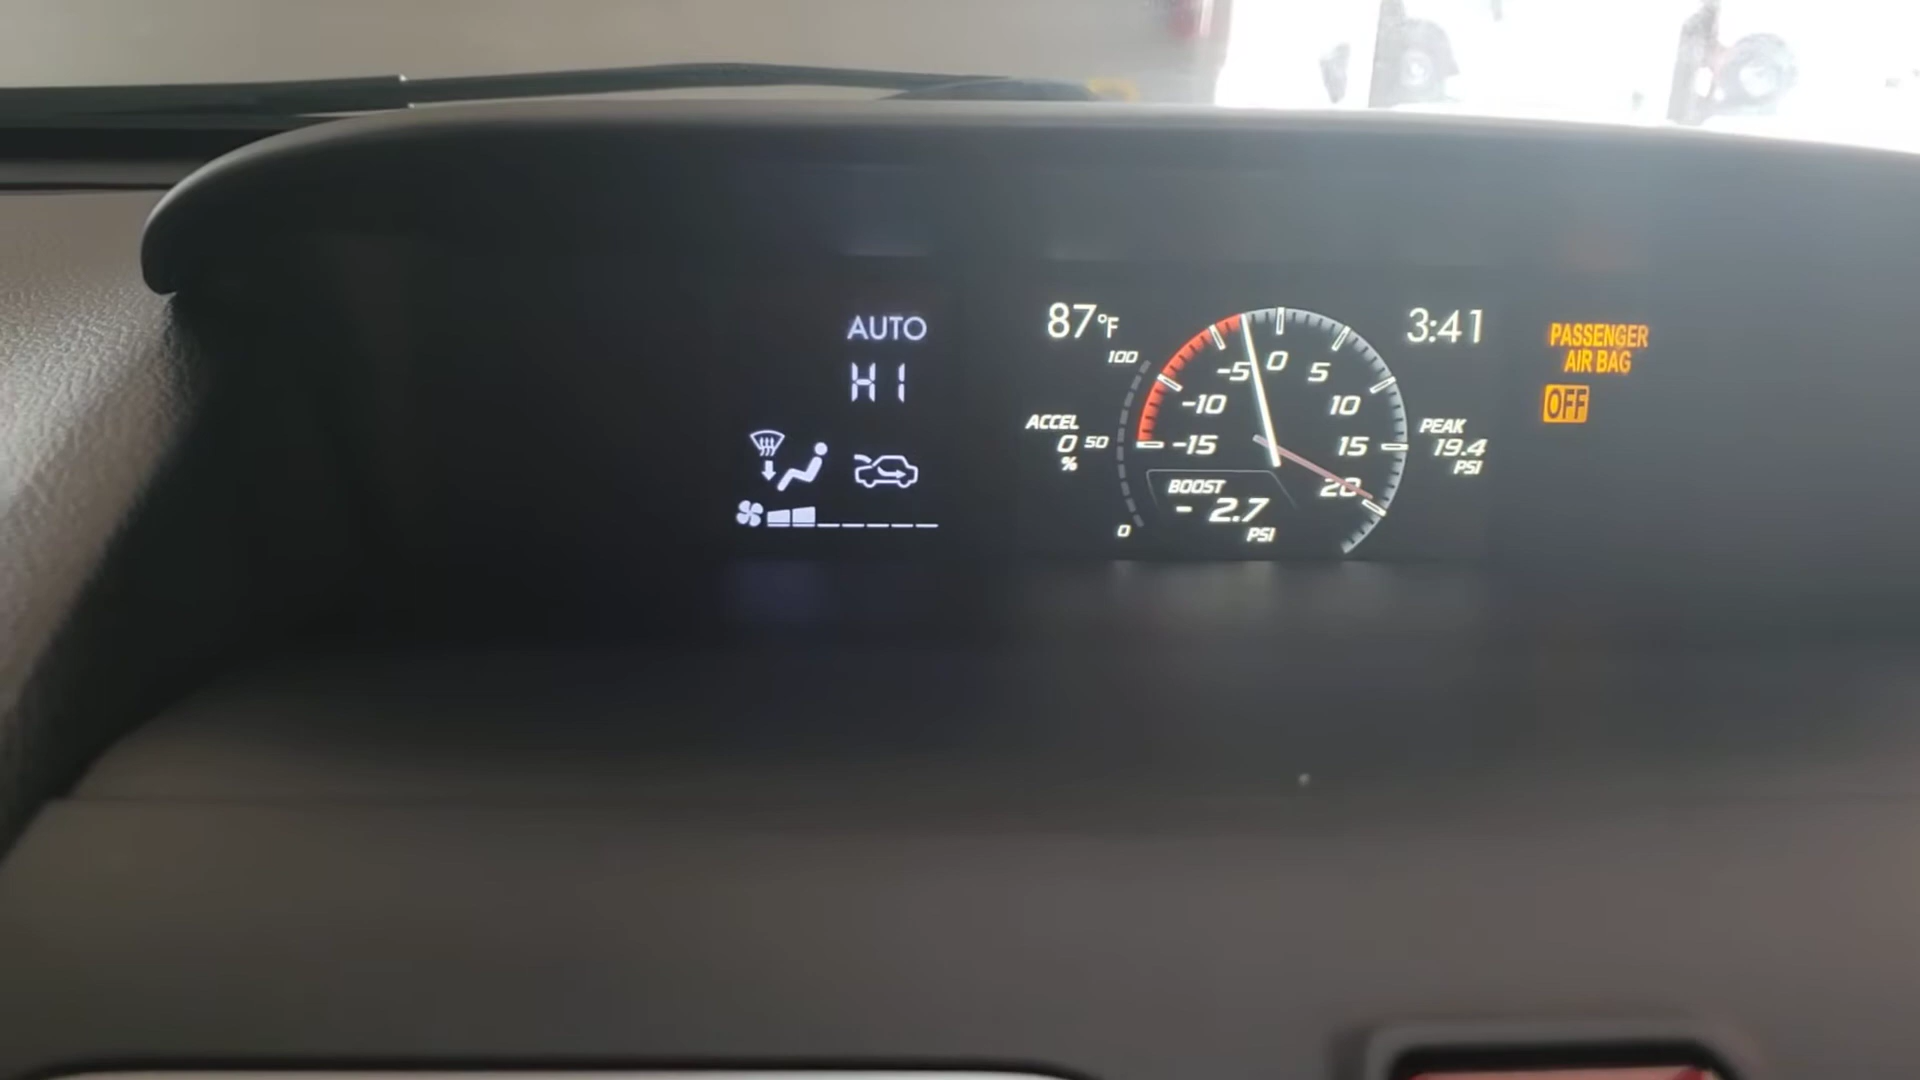 AUTO
HI
87°F
100
ACCEL
0 50
%
0
-15
-10
-5
0
5
10
15
20
BOOST
- 2.7
PSI
3:41
PEAK
19.4
PSI
PASSENGER
AIR BAG
OFF